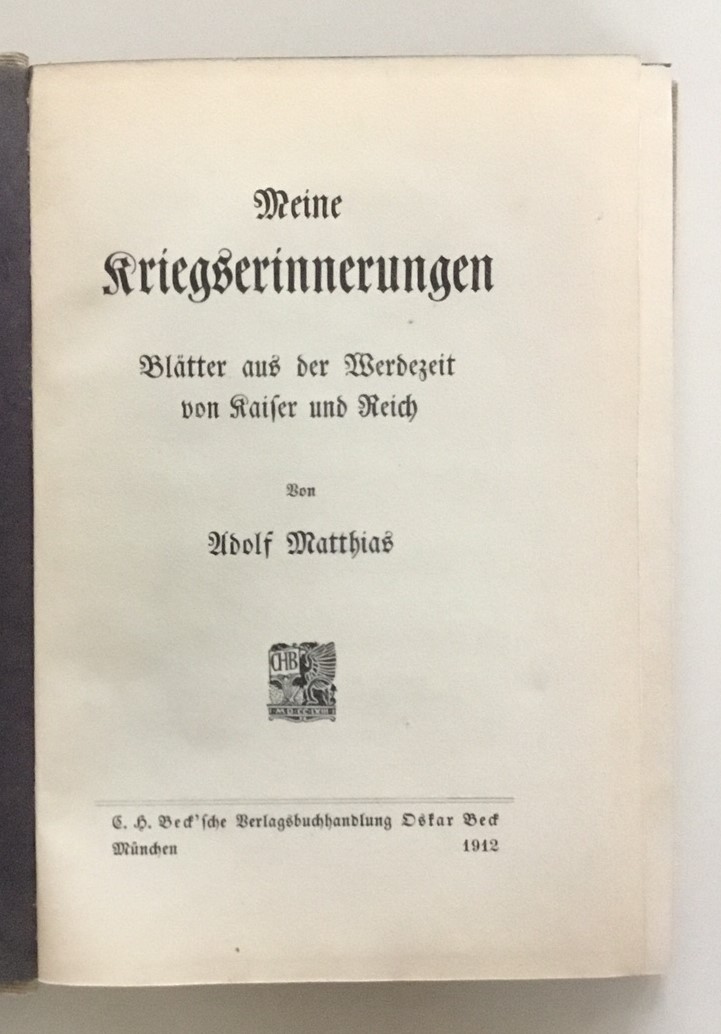 Meine
Kriegserinnerungen
Blätter aus der Werdezeit
von Kaiſer und Reich
Von
Adolf Matthias
CHB
MDCCLXIII
C. H. Beck'ſche Verlagsbuchhandlung Oskar Beck
München 1912